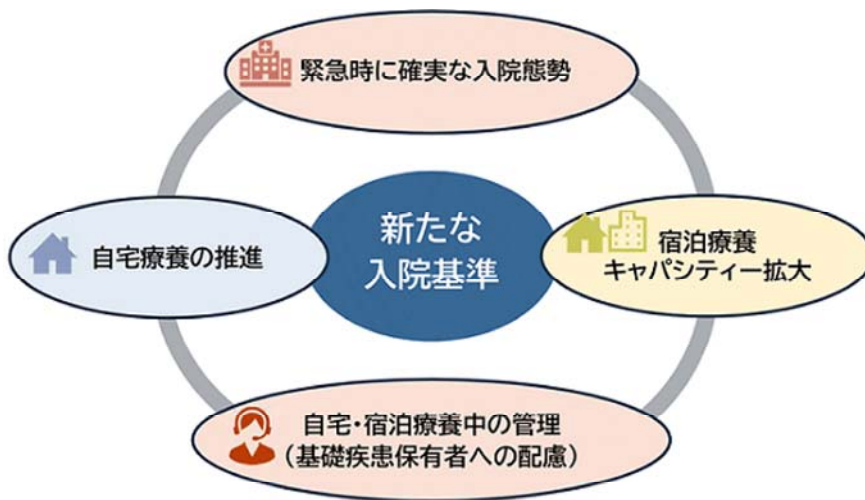 緊急時に確実な入院態勢
自宅療養の推進
新たな
入院基準
宿泊療養
キャパシティー拡大
自宅・宿泊療養中の管理
(基礎疾患保有者への配慮)